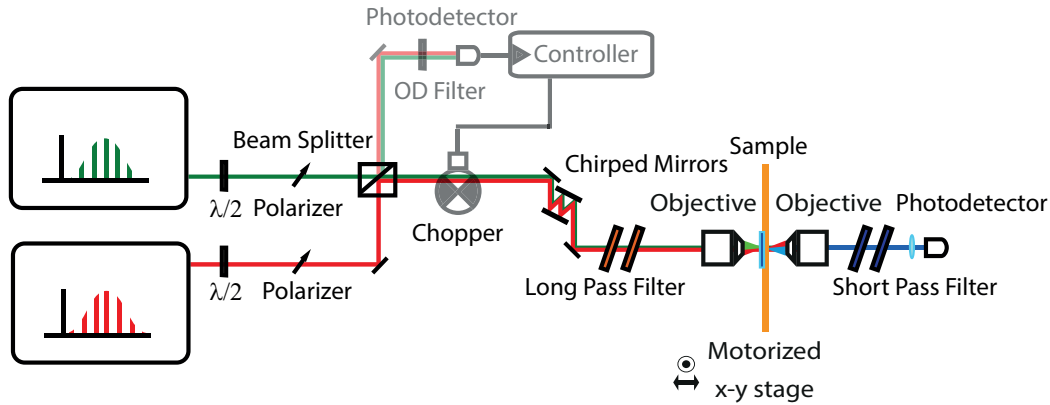 Photodetector
Controller
OD Filter
Beam Splitter
λ/2
Polarizer
Chopper
Chirped Mirrors
Sample
Objective
Objective
Photodetector
λ/2
Polarizer
Long Pass Filter
Short Pass Filter
Motorized
x-y stage